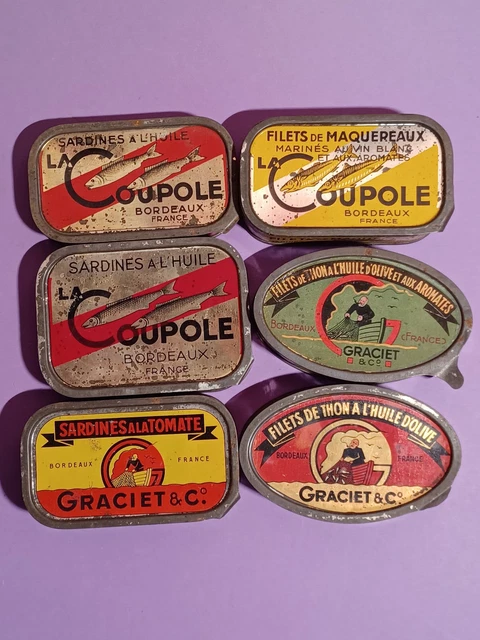 SARDINES À L'HUILE
LA COUPOLE
BORDEAUX
FRANCE
FILETS DE MAQUEREAUX
MARINÉS AU VIN BLANC
ET AUX AROMATES
LA COUPOLE
BORDEAUX
FRANCE
SARDINES À L'HUILE
LA COUPOLE
BORDEAUX
FRANCE
FILETS DE THON A L'HUILE D'OLIVE ET AUX AROMATES
BORDEAUX (FRANCE)
GRACIET
& Co
SARDINES A LA TOMATE
BORDEAUX FRANCE
GRACIET & Co
FILETS DE THON A L'HUILE D'OLIVE
BORDEAUX FRANCE
GRACIET & Co